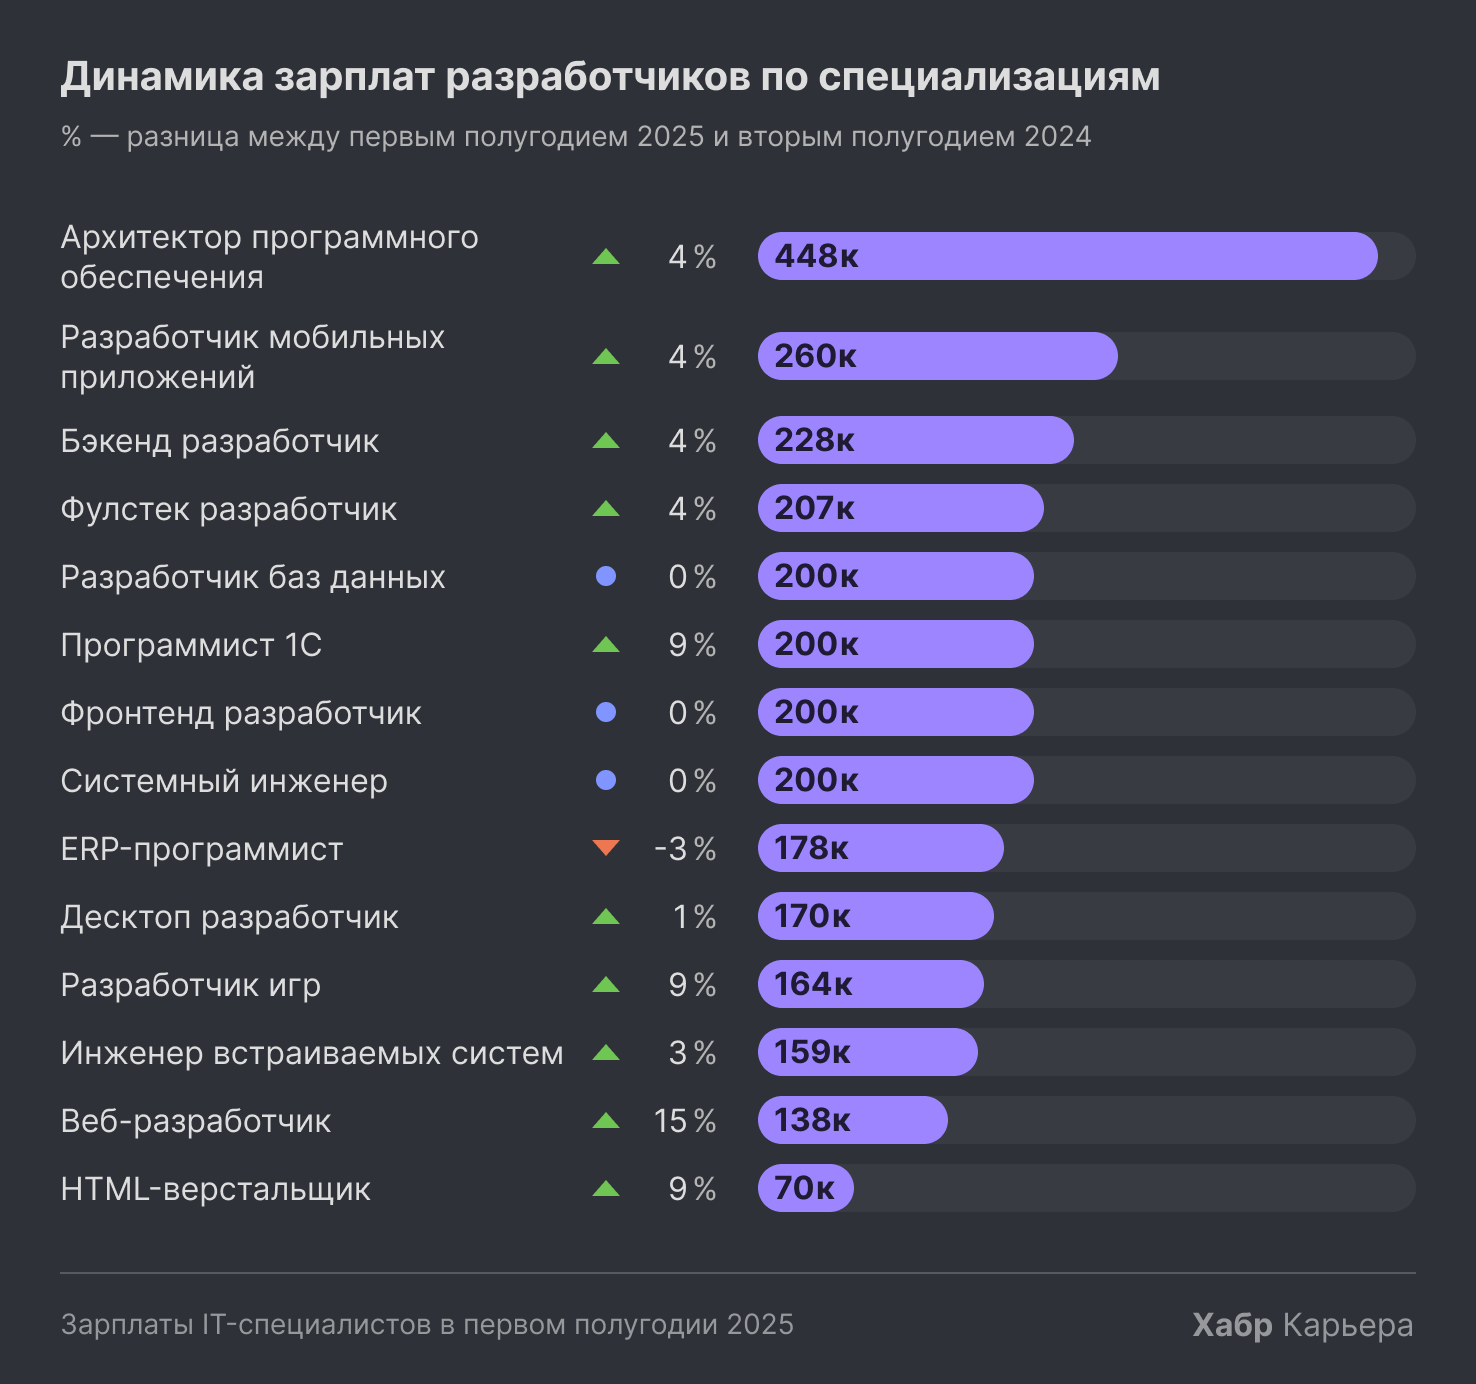 Динамика зарплат разработчиков по специализациям
% — разница между первым полугодием 2025 и вторым полугодием 2024
Архитектор программного
обеспечения
4 %
448к
Разработчик мобильных
приложений
4 %
260к
Бэкенд разработчик 4 % 228к
Фулстек разработчик 4 % 207к
Разработчик баз данных 0 % 200к
Программист 1С 9 % 200к
Фронтенд разработчик 0 % 200к
Системный инженер 0 % 200к
ERP-программист -3 % 178к
Десктоп разработчик 1 % 170к
Разработчик игр 9 % 164к
Инженер встраиваемых систем 3 % 159к
Веб-разработчик 15 % 138к
HTML-верстальщик 9 % 70к
Зарплаты IT-специалистов в первом полугодии 2025
Хабр Карьера